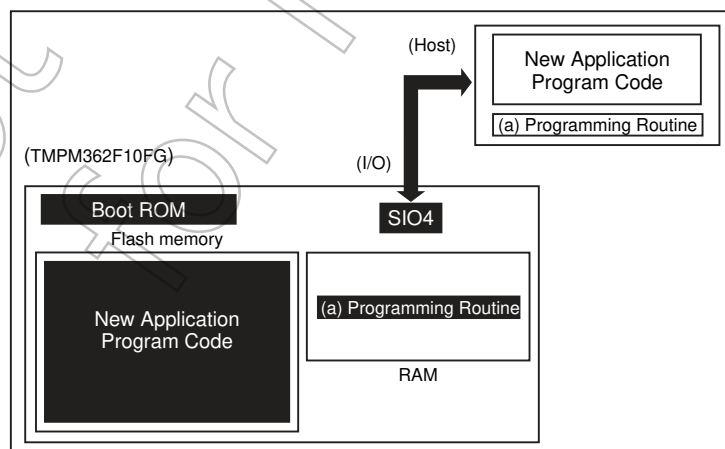 (Host)
New Application
Program Code
(a) Programming Routine
(TMPM362F10FG)
(I/O)
Boot ROM
SIO4
Flash memory
New Application
Program Code
(a) Programming Routine
RAM
for